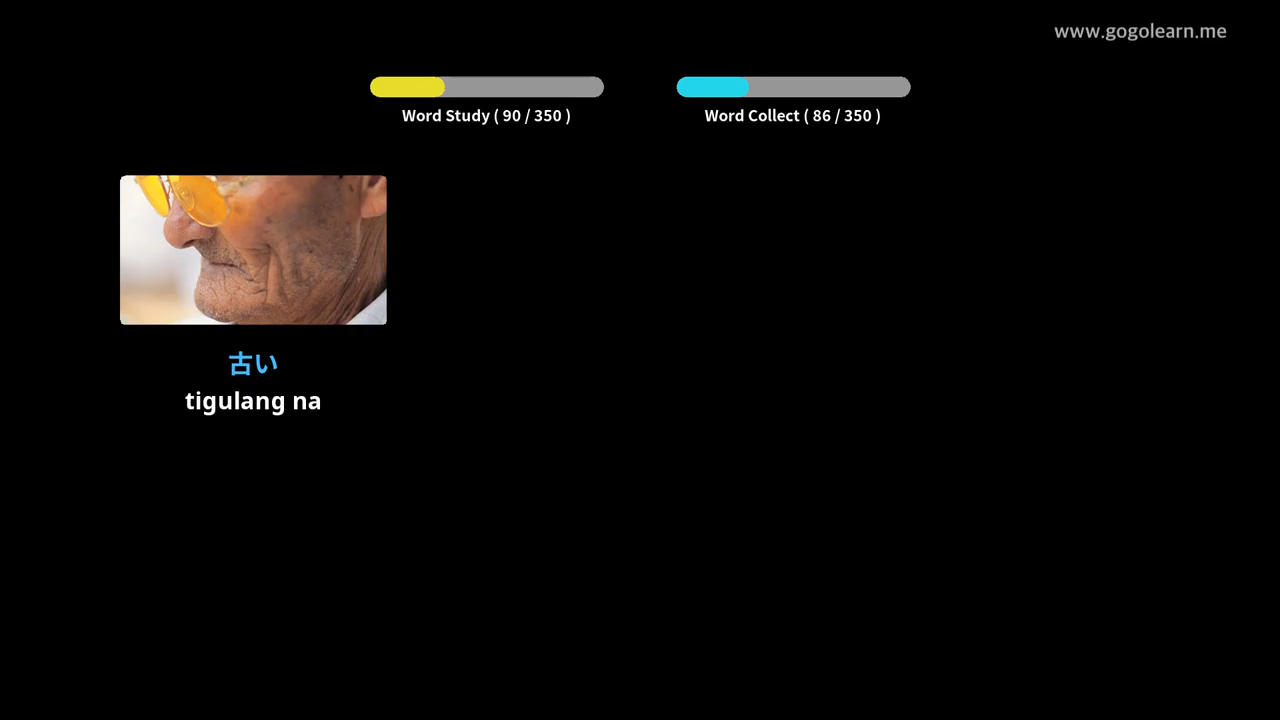 www.gogolearn.me
Word Study ( 90 / 350 )
Word Collect ( 86 / 350 )
古い
tigulang na